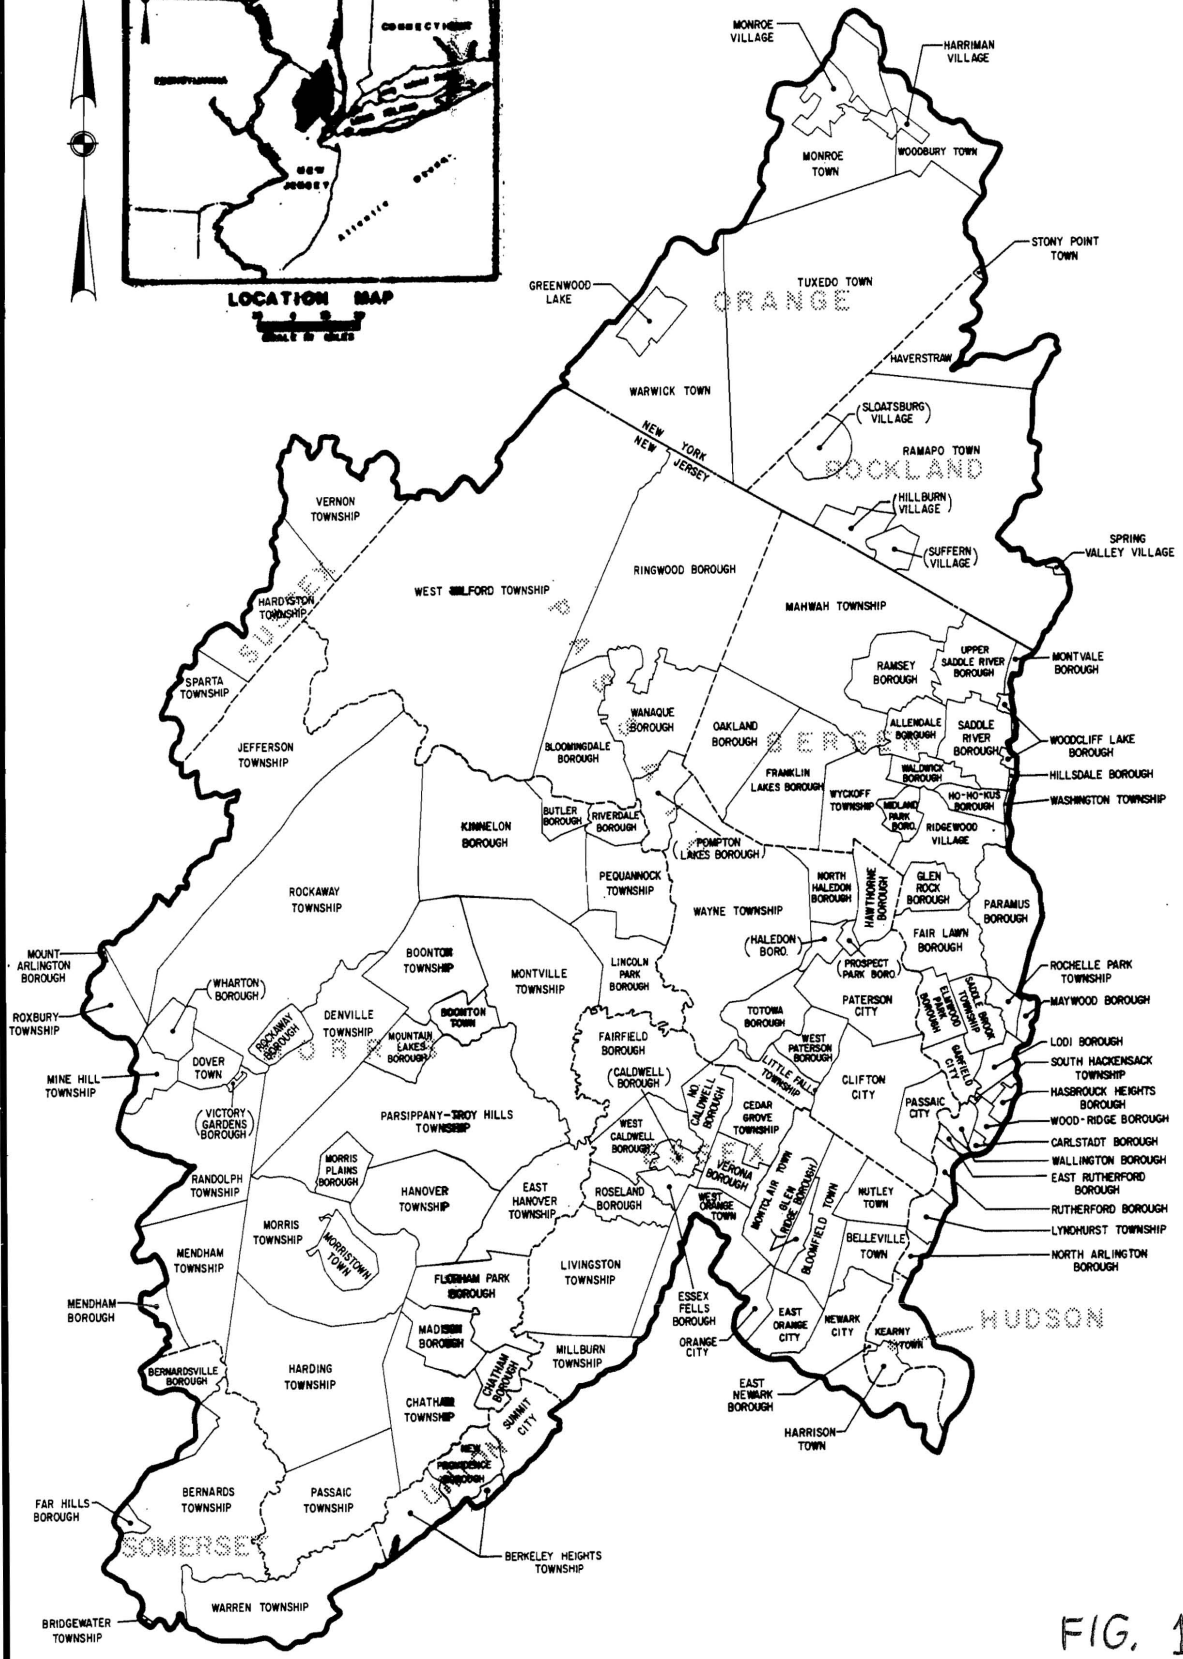 CONNECTICUT
PENNSYLVANIA
LONG ISLAND
NEW
JERSEY
Atlantic Ocean
LOCATION MAP
SCALE IN MILES
MONROE
VILLAGE
HARRIMAN
VILLAGE
MONROE
TOWN
WOODBURY TOWN
STONY POINT
TOWN
GREENWOOD
LAKE
TUXEDO TOWN
ORANGE
HAVERSTRAW
WARWICK TOWN
(SLOATSBURG
VILLAGE)
NEW YORK
NEW JERSEY
RAMAPO TOWN
ROCKLAND
(HILLBURN
VILLAGE)
(SUFFERN
VILLAGE)
SPRING
VALLEY VILLAGE
VERNON
TOWNSHIP
HARDYSTON
TOWNSHIP
SUSSEX
SPARTA
TOWNSHIP
WEST MILFORD TOWNSHIP
RINGWOOD BOROUGH
PASSAIC
MAHWAH TOWNSHIP
RAMSEY
BOROUGH
UPPER
SADDLE RIVER
BOROUGH
MONTVALE
BOROUGH
JEFFERSON
TOWNSHIP
BLOOMINGDALE
BOROUGH
WANAQUE
BOROUGH
OAKLAND
BOROUGH
BERGEN
ALLENDALE
BOROUGH
SADDLE
RIVER
BOROUGH
WOODCLIFF LAKE
BOROUGH
FRANKLIN
LAKES BOROUGH
WYCKOFF
TOWNSHIP
WALDWICK
BOROUGH
HILLSDALE BOROUGH
HO-HO-KUS
BOROUGH
WASHINGTON TOWNSHIP
MIDLAND
PARK
BORO.
RIDGEWOOD
VILLAGE
KINNELON
BOROUGH
BUTLER
BOROUGH
RIVERDALE
BOROUGH
(POMPTON
LAKES BOROUGH)
ROCKAWAY
TOWNSHIP
PEQUANNOCK
TOWNSHIP
WAYNE TOWNSHIP
NORTH
HALEDON
BOROUGH
HAWTHORNE
BOROUGH
GLEN
ROCK
BOROUGH
PARAMUS
BOROUGH
(HALEDON
BORO.)
(PROSPECT
PARK BORO.)
FAIR LAWN
BOROUGH
MOUNT
ARLINGTON
BOROUGH
BOONTON
TOWNSHIP
MONTVILLE
TOWNSHIP
LINCOLN
PARK
BOROUGH
ROCHELLE PARK
TOWNSHIP
(WHARTON
BOROUGH)
ROXBURY
TOWNSHIP
ROCKAWAY
BOROUGH
DENVILLE
TOWNSHIP
BOONTON
TOWN
MOUNTAIN
LAKES
BOROUGH
MORRIS
TOTOWA
BOROUGH
PATERSON
CITY
ELMWOOD
PARK
BOROUGH
SADDLE BROOK
TOWNSHIP
MAYWOOD BOROUGH
FAIRFIELD
BOROUGH
WEST
PATERSON
BOROUGH
LITTLE FALLS
TOWNSHIP
GARFIELD
CITY
LODI BOROUGH
DOVER
TOWN
MINE HILL
TOWNSHIP
(CALDWELL
BOROUGH)
CLIFTON
CITY
SOUTH HACKENSACK
TOWNSHIP
(VICTORY
GARDENS
BOROUGH)
PARSIPPANY-TROY HILLS
TOWNSHIP
NO.
CALDWELL
BOROUGH
CEDAR
GROVE
TOWNSHIP
PASSAIC
CITY
HASBROUCK HEIGHTS
BOROUGH
WOOD-RIDGE BOROUGH
WEST
CALDWELL
BOROUGH
ESSEX
VERONA
BOROUGH
CARLSTADT BOROUGH
WALLINGTON BOROUGH
MORRIS
PLAINS
BOROUGH
EAST RUTHERFORD
BOROUGH
RANDOLPH
TOWNSHIP
HANOVER
TOWNSHIP
EAST
HANOVER
TOWNSHIP
ROSELAND
BOROUGH
WEST
ORANGE
TOWN
MONTCLAIR TOWN
GLEN
(RIDGE BOROUGH)
BLOOMFIELD TOWN
NUTLEY
TOWN
RUTHERFORD BOROUGH
LYNDHURST TOWNSHIP
MORRIS
TOWNSHIP
MORRISTOWN
TOWN
BELLEVILLE
TOWN
NORTH ARLINGTON
BOROUGH
MENDHAM
TOWNSHIP
FLORHAM PARK
BOROUGH
LIVINGSTON
TOWNSHIP
MENDHAM
BOROUGH
ESSEX
FELLS
BOROUGH
MADISON
BOROUGH
ORANGE
CITY
EAST
ORANGE
CITY
NEWARK
CITY
KEARNY
TOWN
HUDSON
MILLBURN
TOWNSHIP
BERNARDSVILLE
BOROUGH
HARDING
TOWNSHIP
CHATHAM
BOROUGH
EAST
NEWARK
BOROUGH
CHATHAM
TOWNSHIP
SUMMIT
CITY
HARRISON
TOWN
NEW
PROVIDENCE
BOROUGH
UNION
BERNARDS
TOWNSHIP
PASSAIC
TOWNSHIP
FAR HILLS
BOROUGH
SOMERSET
BERKELEY HEIGHTS
TOWNSHIP
WARREN TOWNSHIP
BRIDGEWATER
TOWNSHIP
FIG. 1